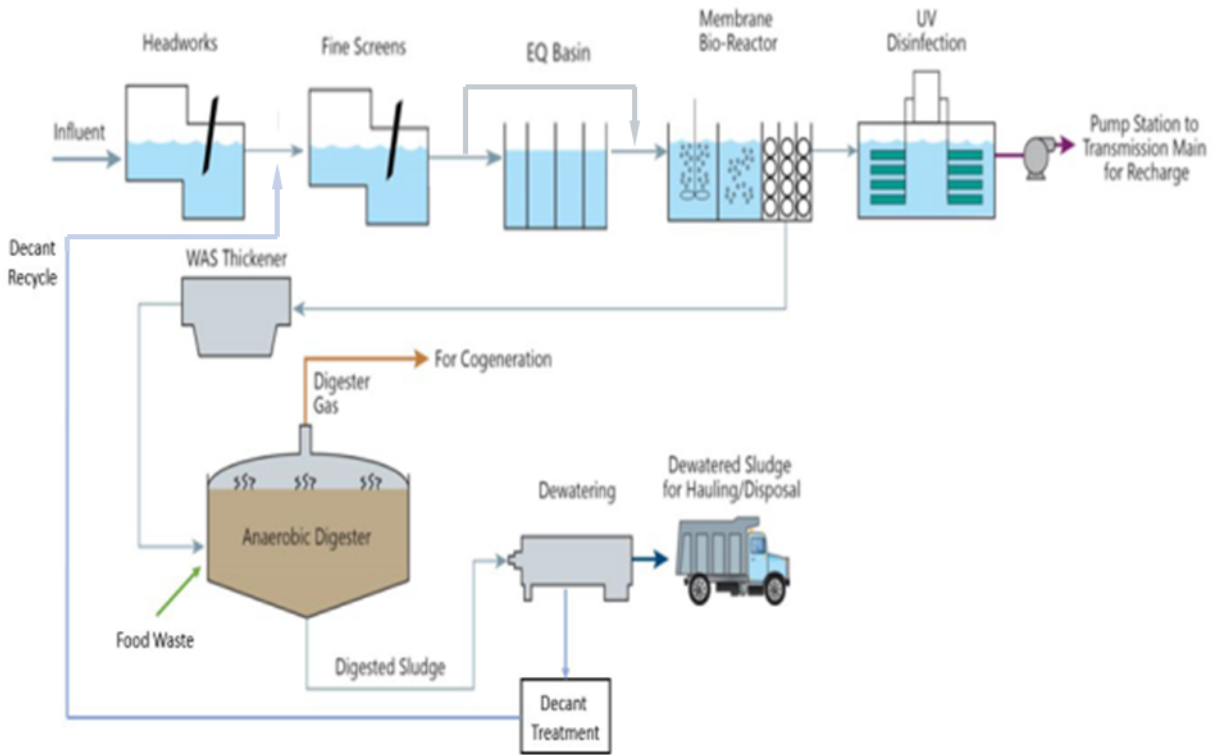 Headworks
Fine Screens
EQ Basin
Membrane
Bio-Reactor
UV
Disinfection
Influent
Pump Station to
Transmission Main
for Recharge
Decant
Recycle
WAS Thickener
For Cogeneration
Digester
Gas
Anaerobic Digester
Food Waste
Digested Sludge
Dewatering
Dewatered Sludge
for Hauling/Disposal
Decant
Treatment